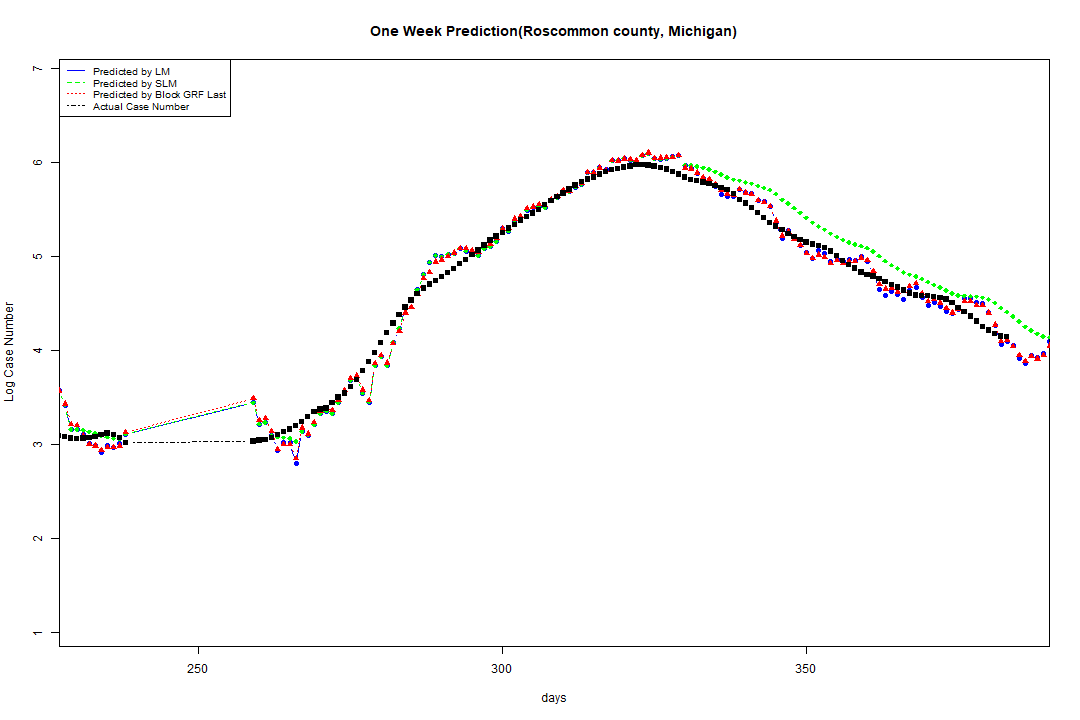 One Week Prediction(Roscommon county, Michigan)
Predicted by LM
Predicted by SLM
Predicted by Block GRF Last
Actual Case Number
7
6
5
4
3
2
1
Log Case Number
250
300
350
days